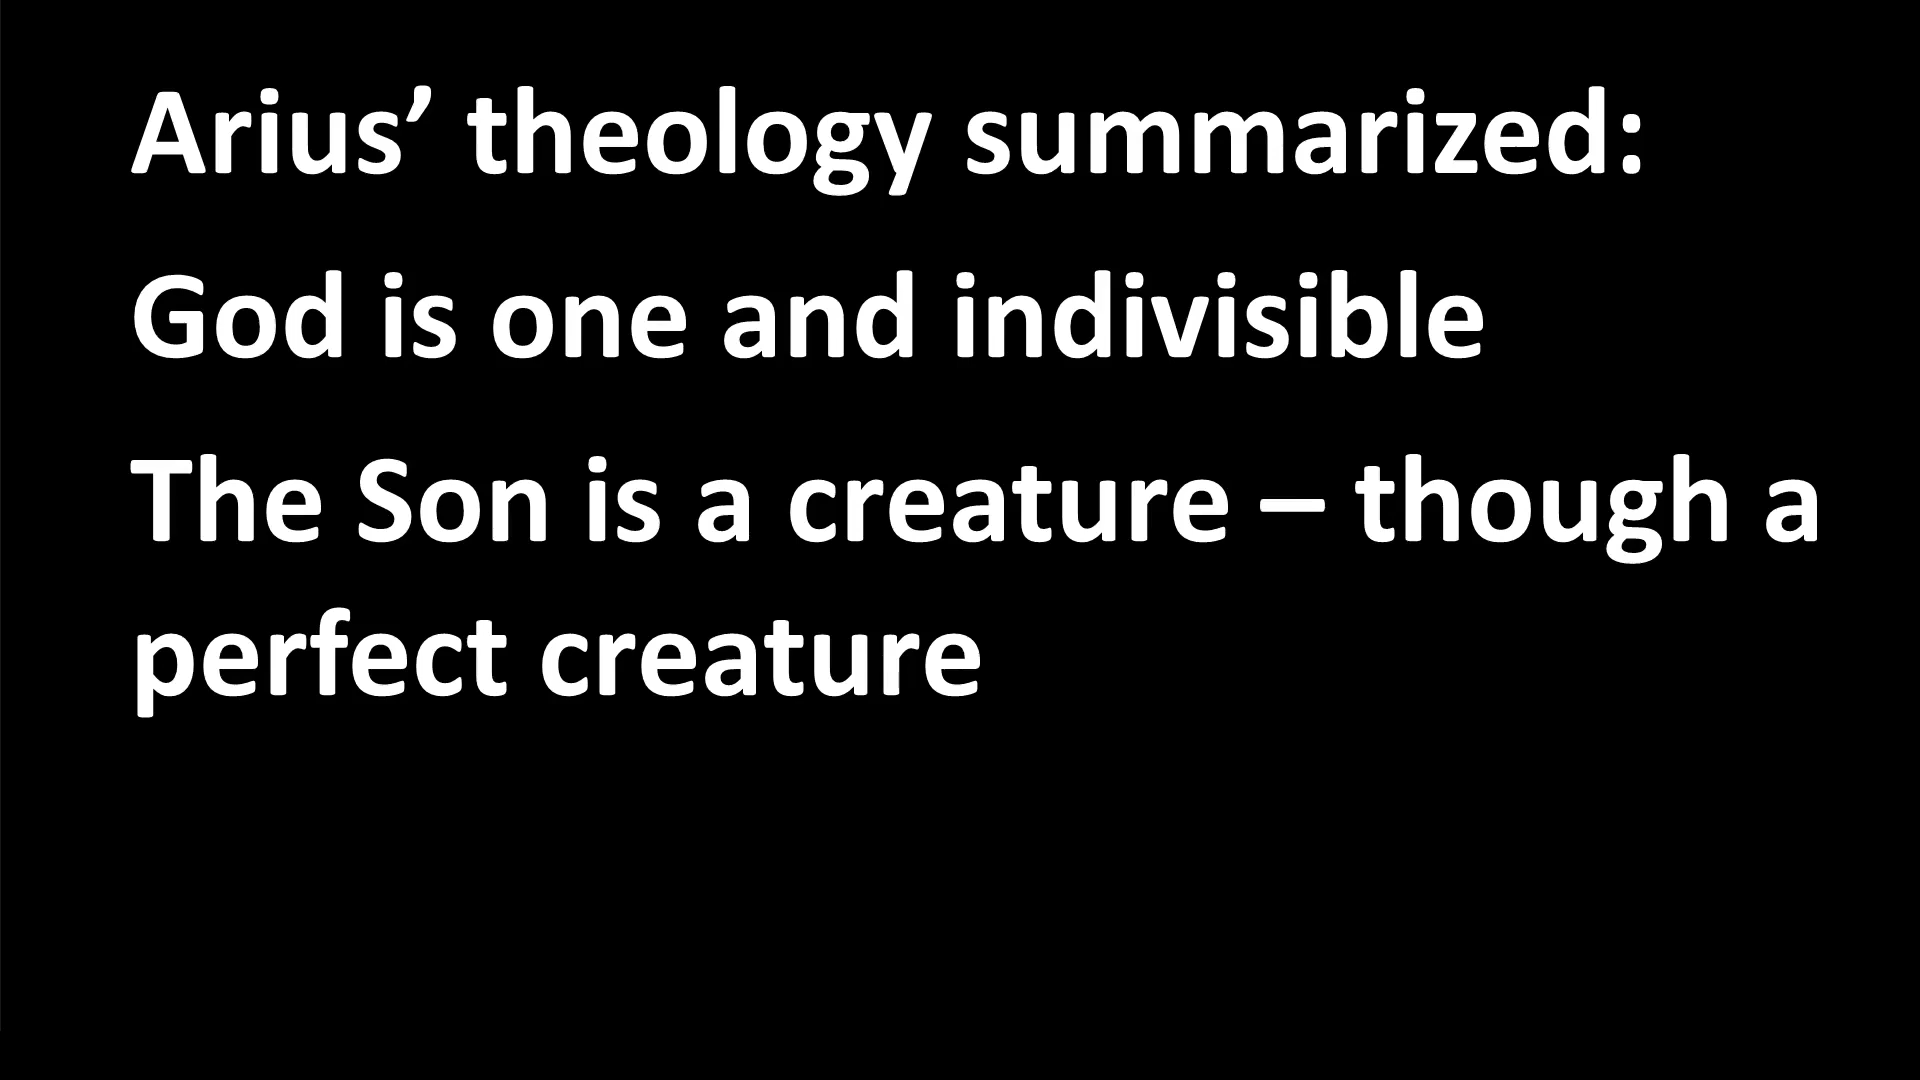 Arius’ theology summarized:
God is one and indivisible
The Son is a creature – though a
perfect creature